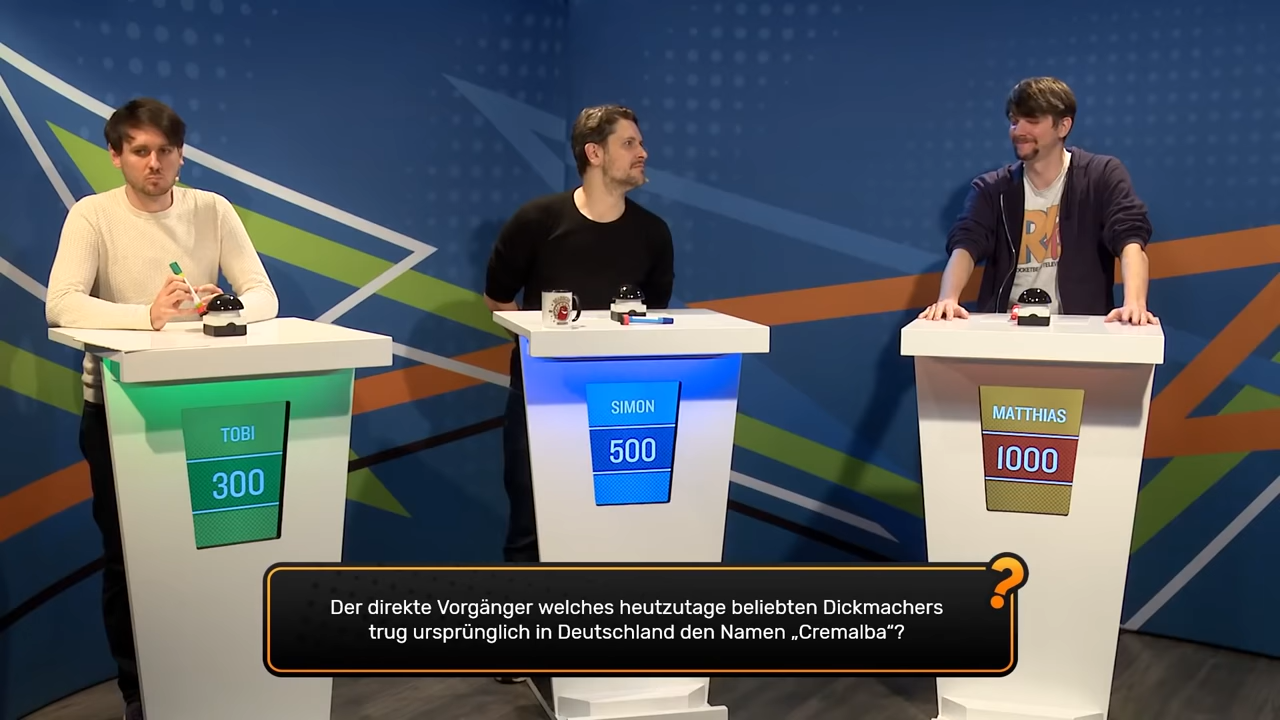 TOBI
300
SIMON
500
MATTHIAS
1000
Der direkte Vorgänger welches heutzutage beliebten Dickmachers
trug ursprünglich in Deutschland den Namen „Cremalba“?
?